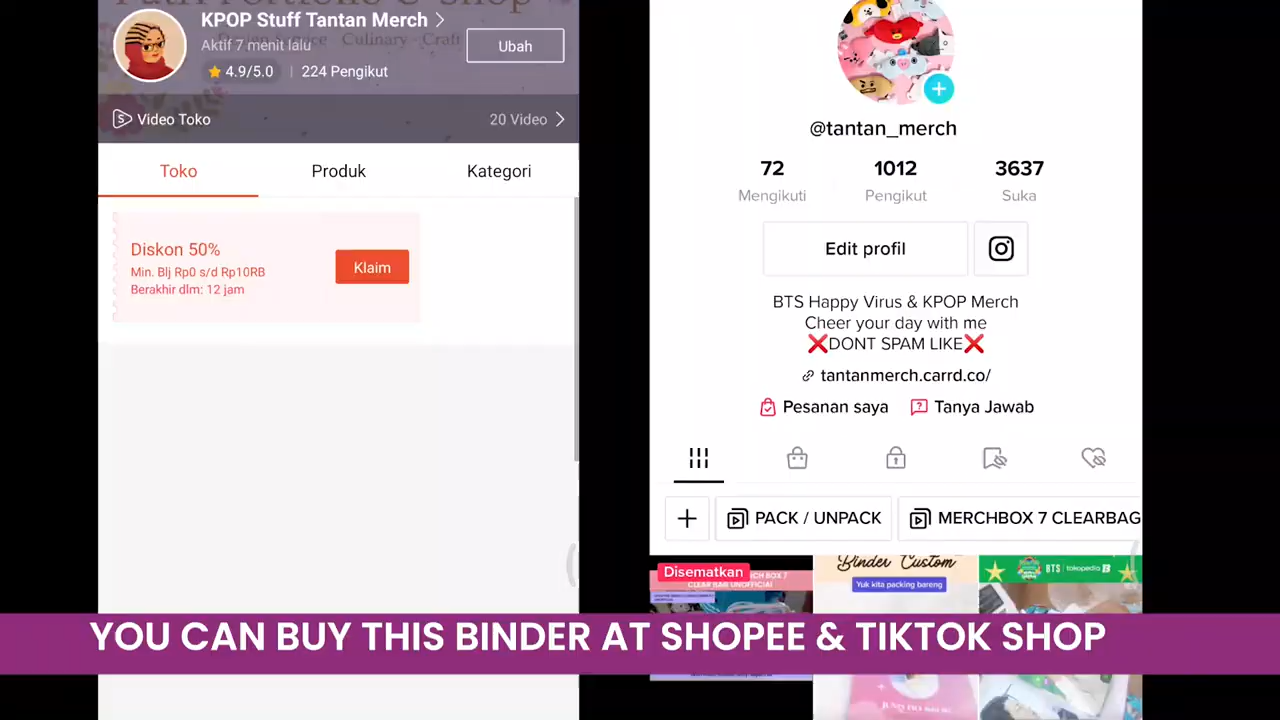 KPOP Stuff Tantan Merch
Aktif 7 menit lalu
Ubah
4.9/5.0 | 224 Pengikut
Video Toko
20 Video
Toko
Produk
Kategori
Diskon 50%
Min. Blj Rp0 s/d Rp10RB
Berakhir dlm: 12 jam
Klaim
@tantan_merch
72
1012
3637
Mengikuti
Pengikut
Suka
Edit profil
BTS Happy Virus & KPOP Merch
Cheer your day with me
❌DONT SPAM LIKE❌
tantanmerch.carrd.co/
Pesanan saya
Tanya Jawab
PACK / UNPACK
MERCHBOX 7 CLEARBAG
Disematkan
Binder Custom
Yuk kita packing bareng
BTS | tokopedia
YOU CAN BUY THIS BINDER AT SHOPEE & TIKTOK SHOP